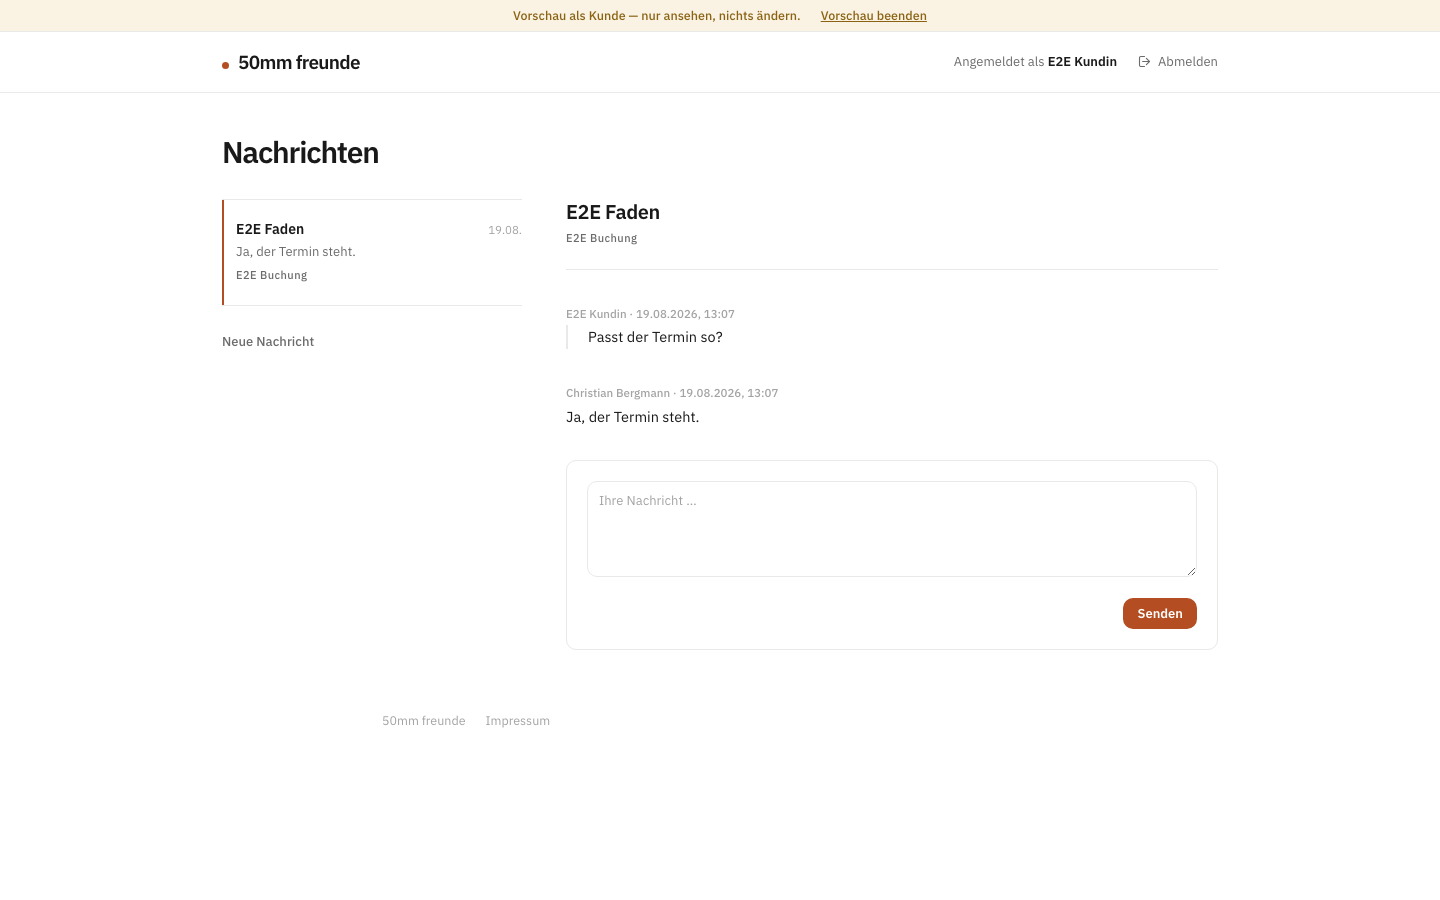 Vorschau als Kunde — nur ansehen, nichts ändern. Vorschau beenden
50mm freunde
Angemeldet als E2E Kundin Abmelden
Nachrichten
E2E Faden 19.08.
Ja, der Termin steht.
E2E Buchung
Neue Nachricht
E2E Faden
E2E Buchung
E2E Kundin · 19.08.2026, 13:07
Passt der Termin so?
Christian Bergmann · 19.08.2026, 13:07
Ja, der Termin steht.
Ihre Nachricht ...
Senden
50mm freunde Impressum